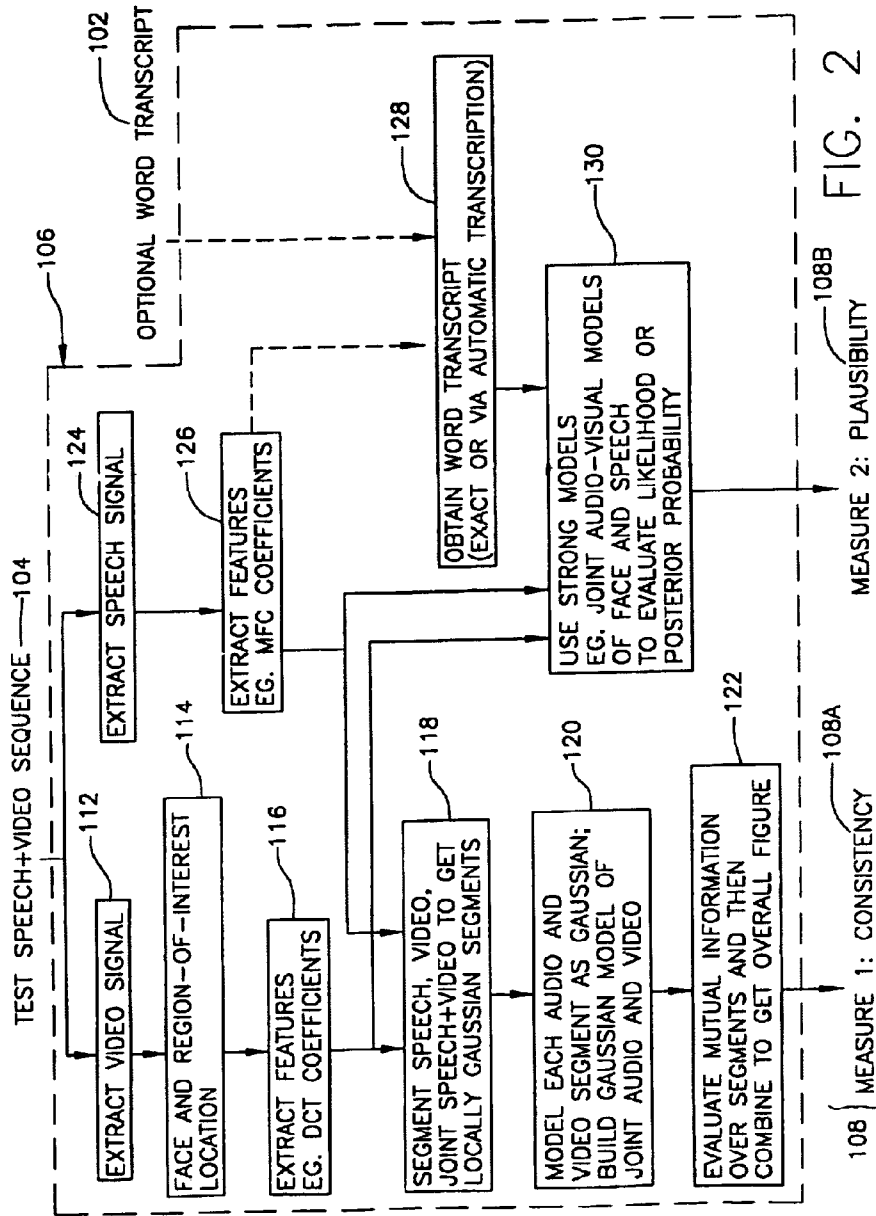 TEST SPEECH+VIDEO SEQUENCE 104
106
OPTIONAL WORD TRANSCRIPT
102
112
EXTRACT VIDEO SIGNAL
124
EXTRACT SPEECH SIGNAL
114
FACE AND REGION-OF-INTEREST
LOCATION
126
EXTRACT FEATURES
EG. MFC COEFFICIENTS
116
EXTRACT FEATURES
EG. DCT COEFFICIENTS
128
OBTAIN WORD TRANSCRIPT
(EXACT OR VIA AUTOMATIC TRANSCRIPTION)
118
SEGMENT SPEECH, VIDEO,
JOINT SPEECH+VIDEO TO GET
LOCALLY GAUSSIAN SEGMENTS
130
USE STRONG MODELS
EG. JOINT AUDIO-VISUAL MODELS
OF FACE AND SPEECH
TO EVALUATE LIKELIHOOD OR
POSTERIOR PROBABILITY
120
MODEL EACH AUDIO AND
VIDEO SEGMENT AS GAUSSIAN;
BUILD GAUSSIAN MODEL OF
JOINT AUDIO AND VIDEO
122
EVALUATE MUTUAL INFORMATION
OVER SEGMENTS AND THEN
COMBINE TO GET OVERALL FIGURE
108A
108 } MEASURE 1: CONSISTENCY
108B
MEASURE 2: PLAUSIBILITY
FIG. 2